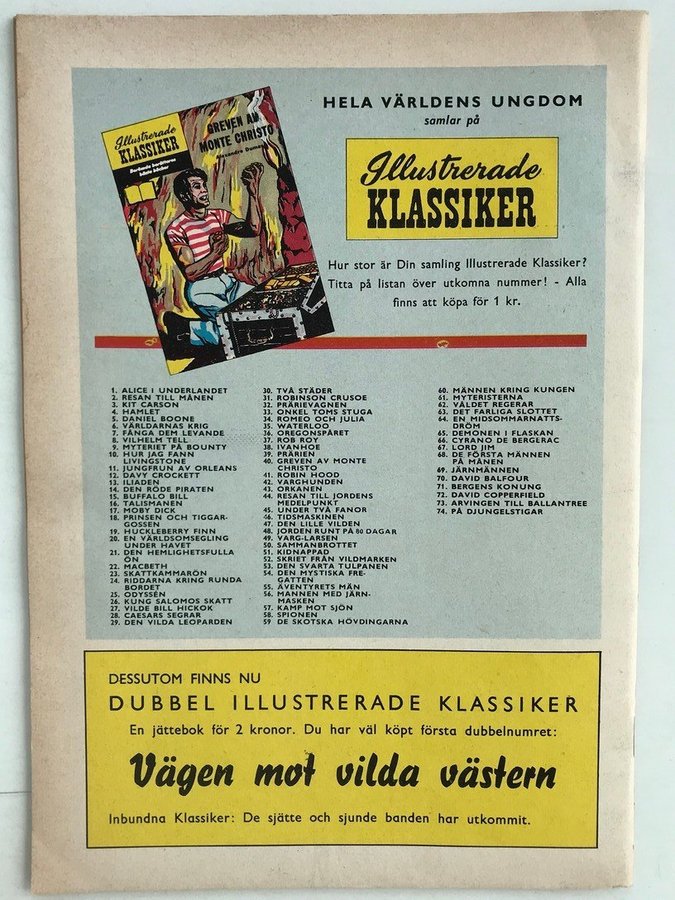 Illustrerade
KLASSIKER
Berömda berättares
bästa böcker
GREVEN AV
MONTE CHRISTO
Alexandre Dumas
HELA VÄRLDENS UNGDOM
samlar på
Illustrerade
KLASSIKER
Hur stor är Din samling Illustrerade Klassiker?
Titta på listan över utkomna nummer! - Alla
finns att köpa för 1 kr.
1. ALICE I UNDERLANDET
2. RESAN TILL MÅNEN
3. KIT CARSON
4. HAMLET
5. DANIEL BOONE
6. VÄRLDARNAS KRIG
7. FÅNGA DEM LEVANDE
8. VILHELM TELL
9. MYTERIET PÅ BOUNTY
10. HUR JAG FANN
LIVINGSTONE
11. JUNGFRUN AV ORLEANS
12. DAVY CROCKETT
13. ILIADEN
14. DEN RÖDE PIRATEN
15. BUFFALO BILL
16. TALISMANEN
17. MOBY DICK
18. PRINSEN OCH TIGGAR-
GOSSEN
19. HUCKLEBERRY FINN
20. EN VÄRLDSOMSEGLING
UNDER HAVET
21. DEN HEMLIGHETSFULLA
ÖN
22. MACBETH
23. SKATTKAMMARÖN
24. RIDDARNA KRING RUNDA
BORDET
25. ODYSSÉN
26. KUNG SALOMOS SKATT
27. VILDE BILL HICKOK
28. CAESARS SEGRAR
29. DEN VILDA LEOPARDEN
30. TVÅ STÄDER
31. ROBINSON CRUSOE
32. PRÄRIEVAGNEN
33. ONKEL TOMS STUGA
34. ROMEO OCH JULIA
35. WATERLOO
36. OREGONSPÅRET
37. ROB ROY
38. IVANHOE
39. PRÄRIEN
40. GREVEN AV MONTE
CHRISTO
41. ROBIN HOOD
42. VARGHUNDEN
43. ORKANEN
44. RESAN TILL JORDENS
MEDELPUNKT
45. UNDER TVÅ FANOR
46. TIDSMASKINEN
47. DEN LILLE VILDEN
48. JORDEN RUNT PÅ 80 DAGAR
49. VARG-LARSEN
50. SAMMANBROTTET
51. KIDNAPPAD
52. SKRIET FRÅN VILDMARKEN
53. DEN SVARTA TULPANEN
54. DEN MYSTISKA FRE-
GATTEN
55. ÄVENTYRETS MÄN
56. MANNEN MED JÄRN-
MASKEN
57. KAMP MOT SJÖN
58. SPIONEN
59 DE SKOTSKA HÖVDINGARNA
60. MÄNNEN KRING KUNGEN
61. MYTERISTERNA
62. VÅLDET REGERAR
63. DET FARLIGA SLOTTET
64. EN MIDSOMMARNATTS-
DRÖM
65. DEMONEN I FLASKAN
66. CYRANO DE BERGERAC
67. LORD JIM
68. DE FÖRSTA MÄNNEN
PÅ MÅNEN
69. JÄRNMÄNNEN
70. DAVID BALFOUR
71. BERGENS KONUNG
72. DAVID COPPERFIELD
73. ARVINGEN TILL BALLANTREE
74. PÅ DJUNGELSTIGAR
DESSUTOM FINNS NU
DUBBEL ILLUSTRERADE KLASSIKER
En jättebok för 2 kronor. Du har väl köpt första dubbelnumret:
Vägen mot vilda västern
Inbundna Klassiker: De sjätte och sjunde banden har utkommit.